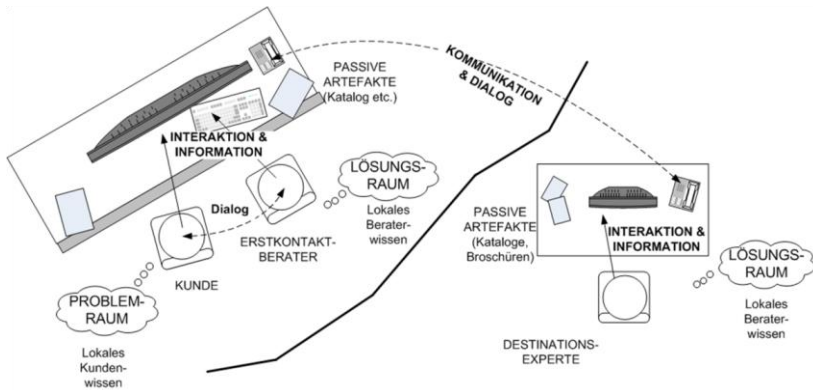 PASSIVE
ARTEFAKTE
(Katalog etc.)
KOMMUNIKATION
& DIALOG
INTERAKTION &
INFORMATION
Dialog
LÖSUNGS-
RAUM
Lokales
Berater-
wissen
ERSTKONTAKT-
BERATER
KUNDE
PROBLEM-
RAUM
Lokales
Kunden-
wissen
PASSIVE
ARTEFAKTE
(Kataloge,
Broschüren)
INTERAKTION &
INFORMATION
LÖSUNGS-
RAUM
Lokales
Berater-
wissen
DESTINATIONS-
EXPERTE